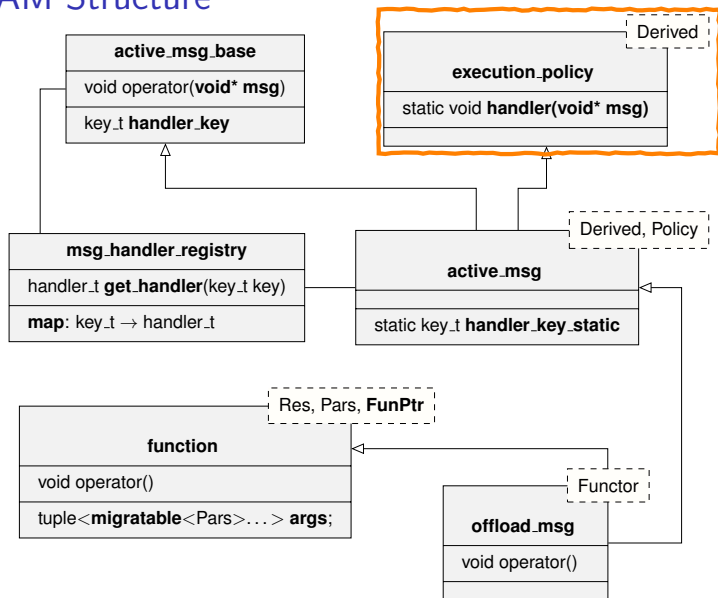 AM Structure
active_msg_base
void operator(void* msg)
key_t handler_key
Derived
execution_policy
static void handler(void* msg)
msg_handler_registry
handler_t get_handler(key_t key)
map: key_t → handler_t
Derived, Policy
active_msg
static key_t handler_key_static
Res, Pars, FunPtr
function
void operator()
tuple<migratable<Pars>...> args;
Functor
offload_msg
void operator()